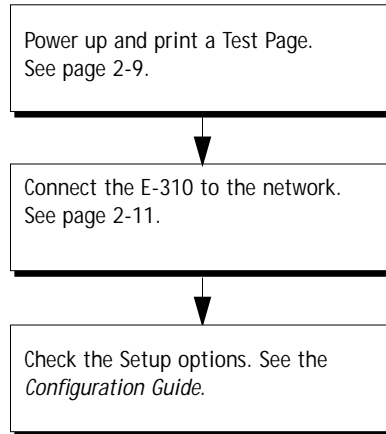 Power up and print a Test Page.
See page 2-9.
Connect the E-310 to the network.
See page 2-11.
Check the Setup options. See the
Configuration Guide.